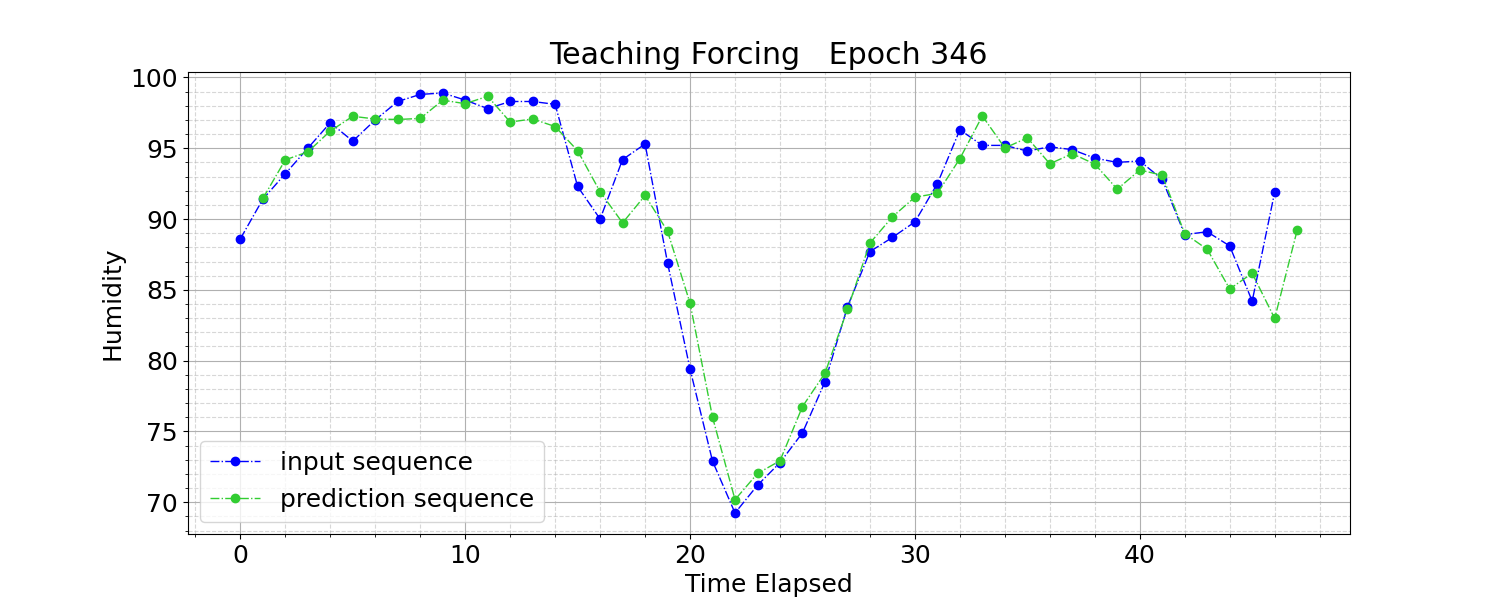 Teaching Forcing   Epoch 346
100
95
90
85
80
75
70
Humidity
input sequence
prediction sequence
0 10 20 30 40
Time Elapsed